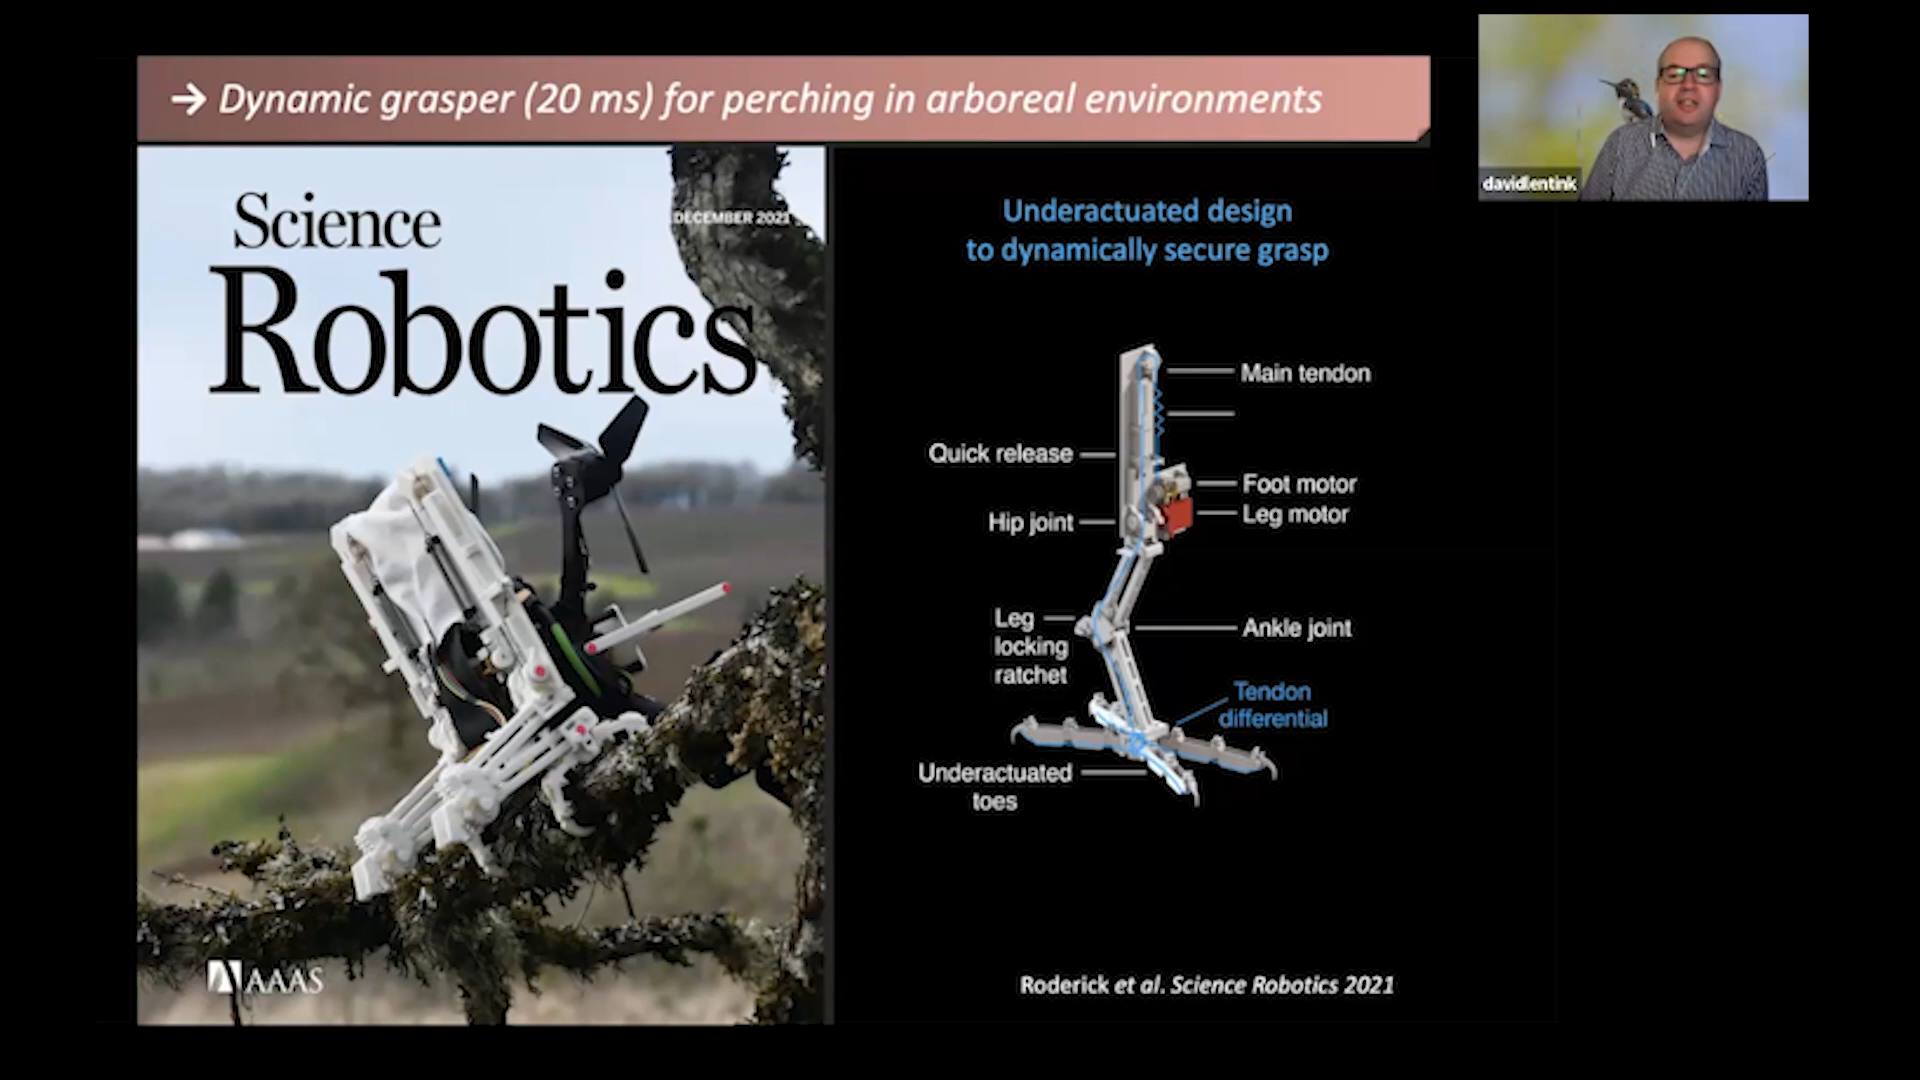 → Dynamic grasper (20 ms) for perching in arboreal environments
davidlentink
Science
DECEMBER 2021
Robotics
AAAS
Underactuated design
to dynamically secure grasp
Main tendon
Quick release
Foot motor
Leg motor
Hip joint
Leg
locking
ratchet
Ankle joint
Tendon
differential
Underactuated
toes
Roderick et al. Science Robotics 2021